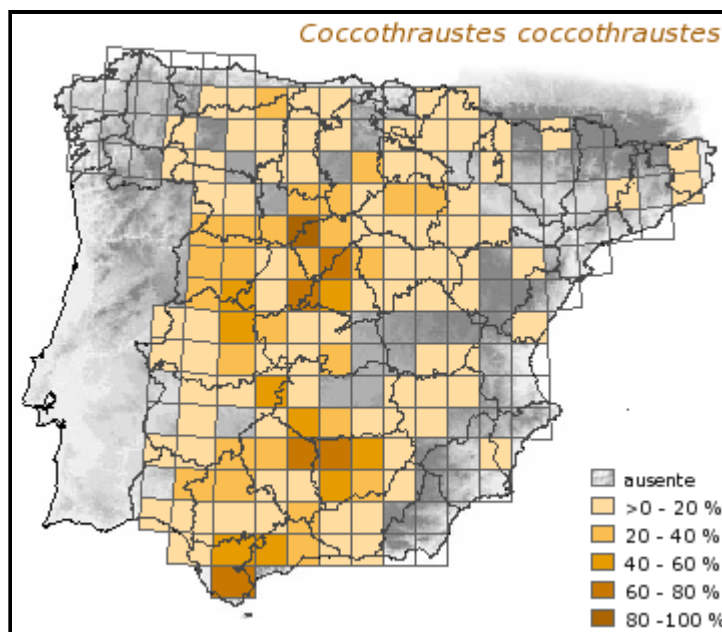 Coccothraustes coccothraustes
ausente
>0 - 20 %
20 - 40 %
40 - 60 %
60 - 80 %
80 -100 %